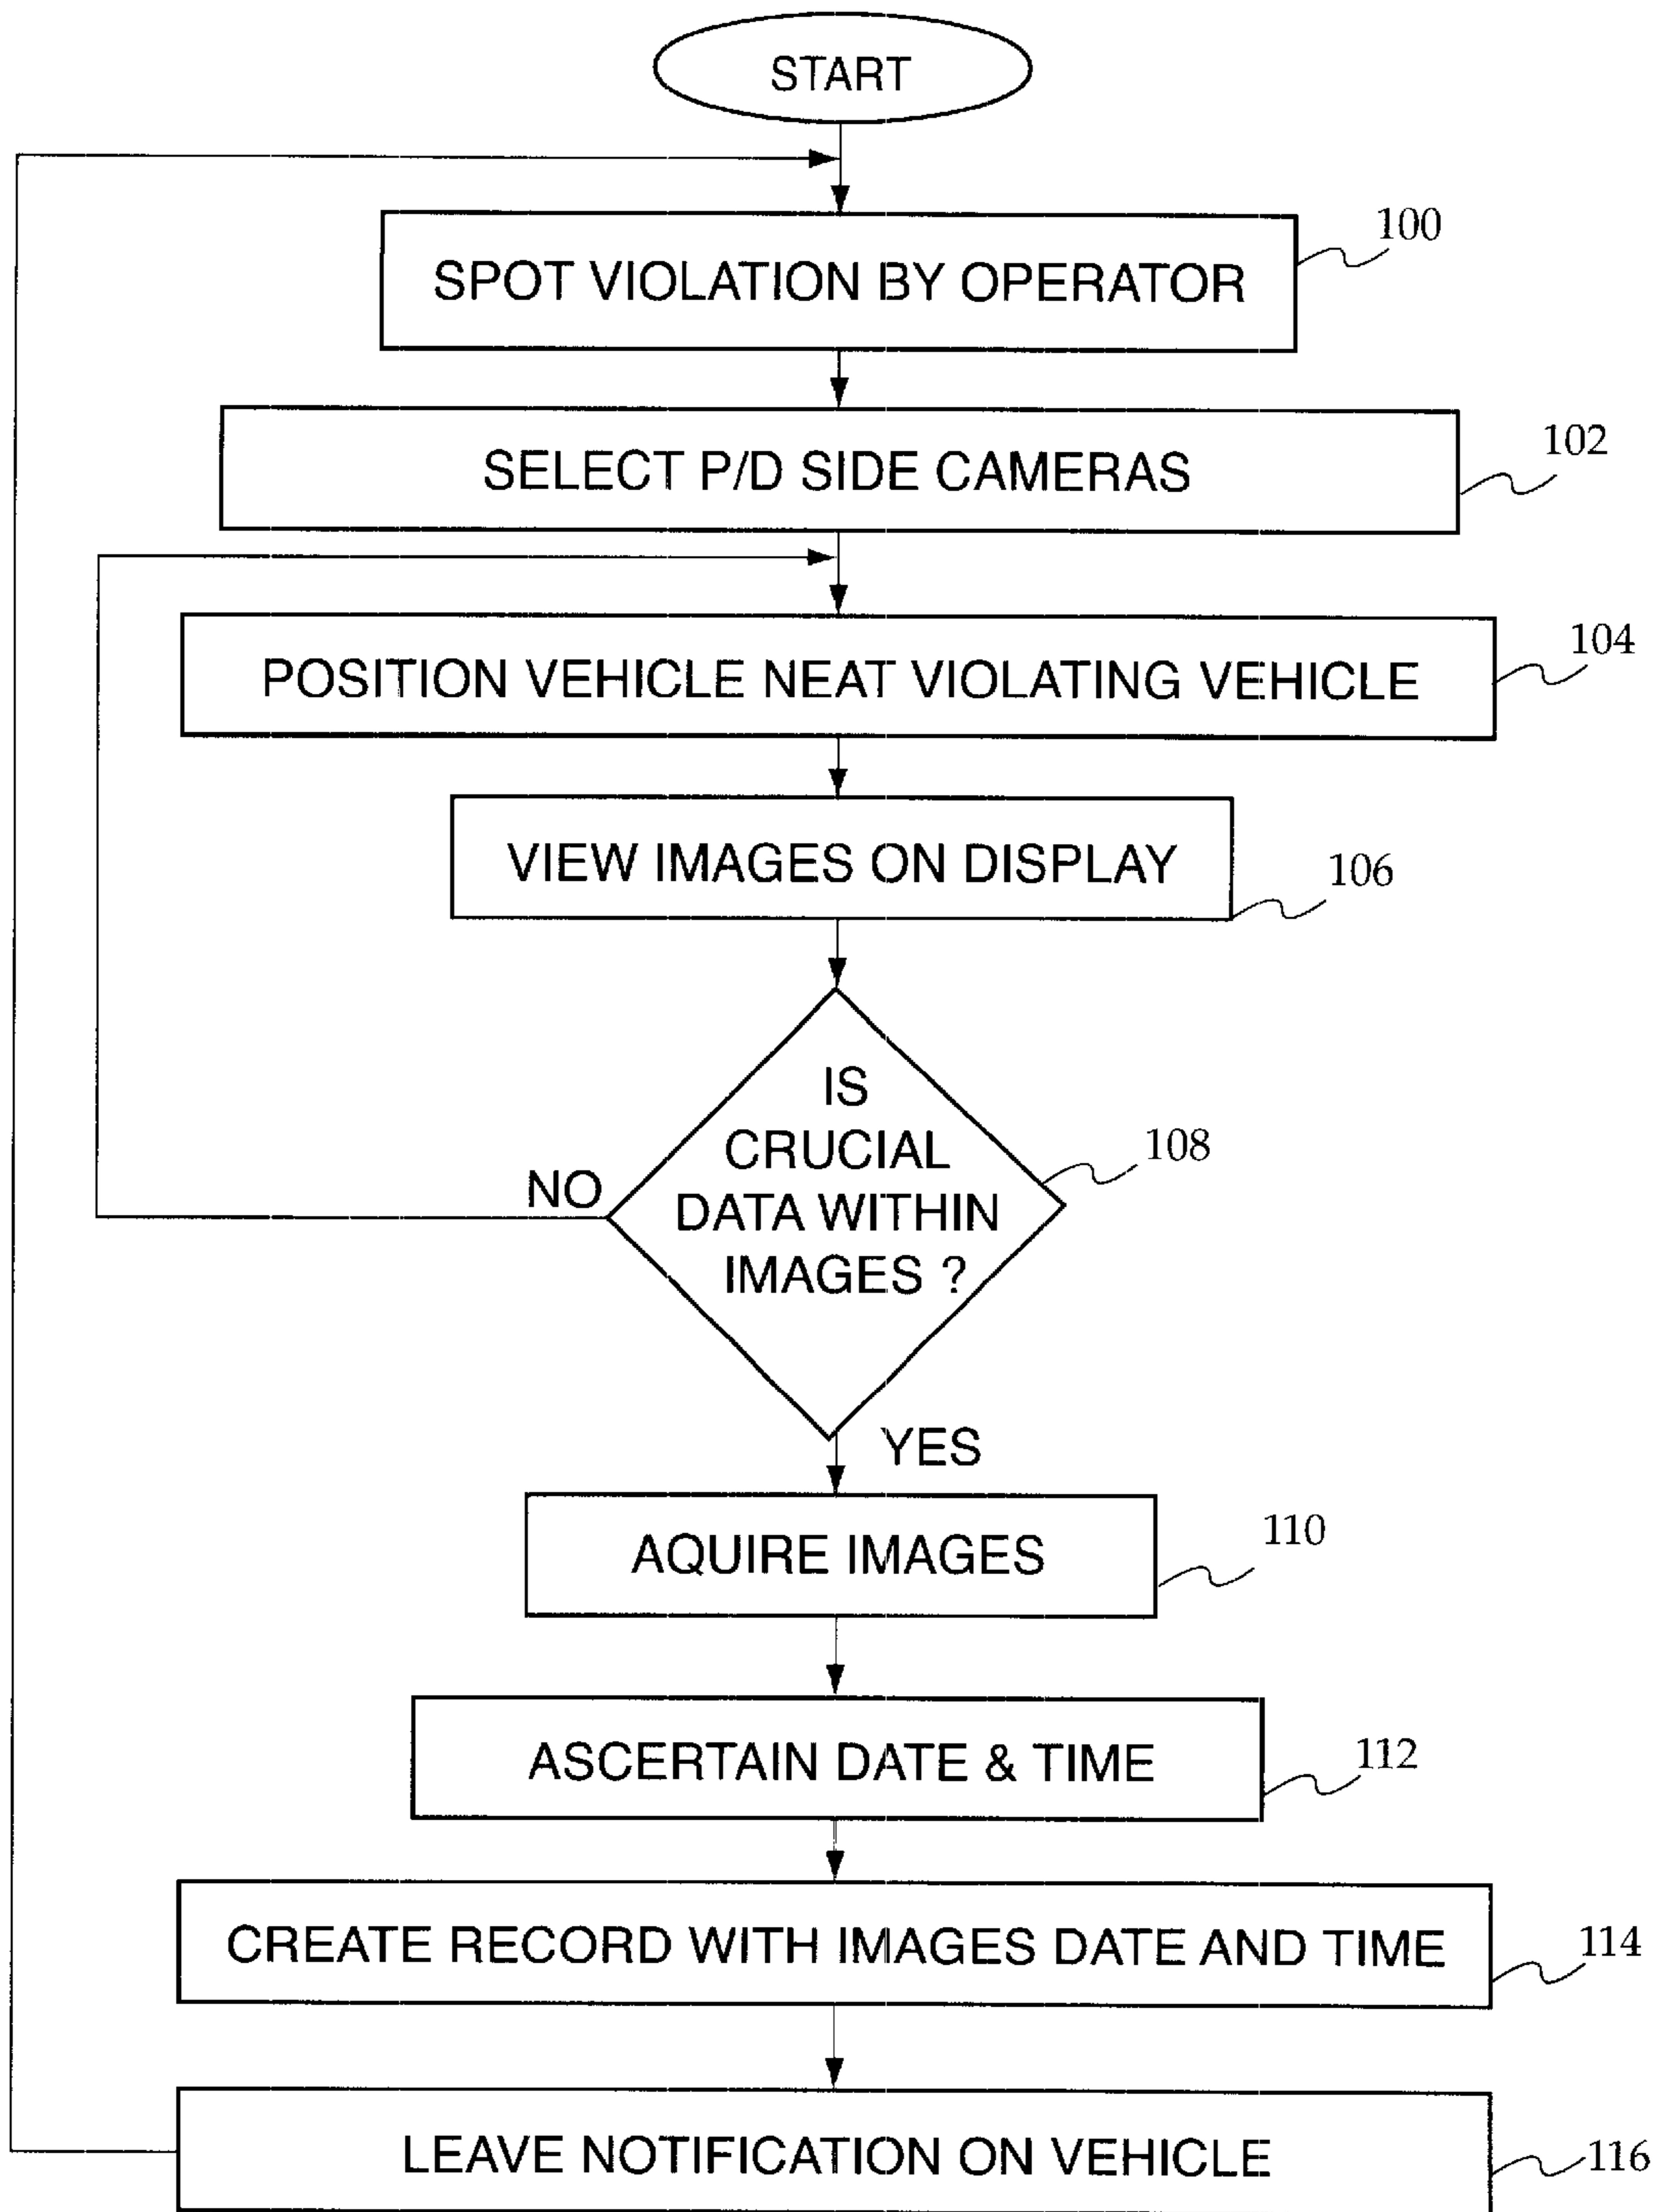 START
100
SPOT VIOLATION BY OPERATOR
102
SELECT P/D SIDE CAMERAS
104
POSITION VEHICLE NEAT VIOLATING VEHICLE
VIEW IMAGES ON DISPLAY
106
IS
CRUCIAL
DATA WITHIN
IMAGES ?
108
NO
YES
AQUIRE IMAGES
110
ASCERTAIN DATE & TIME
112
CREATE RECORD WITH IMAGES DATE AND TIME
114
LEAVE NOTIFICATION ON VEHICLE
116